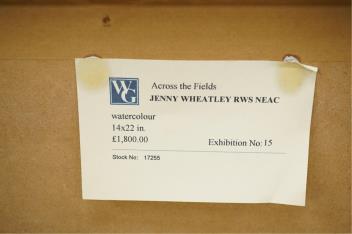 WG
Across the Fields
JENNY WHEATLEY RWS NEAC
watercolour
14x22 in.
£1,800.00
Exhibition No: 15
Stock No: 17255